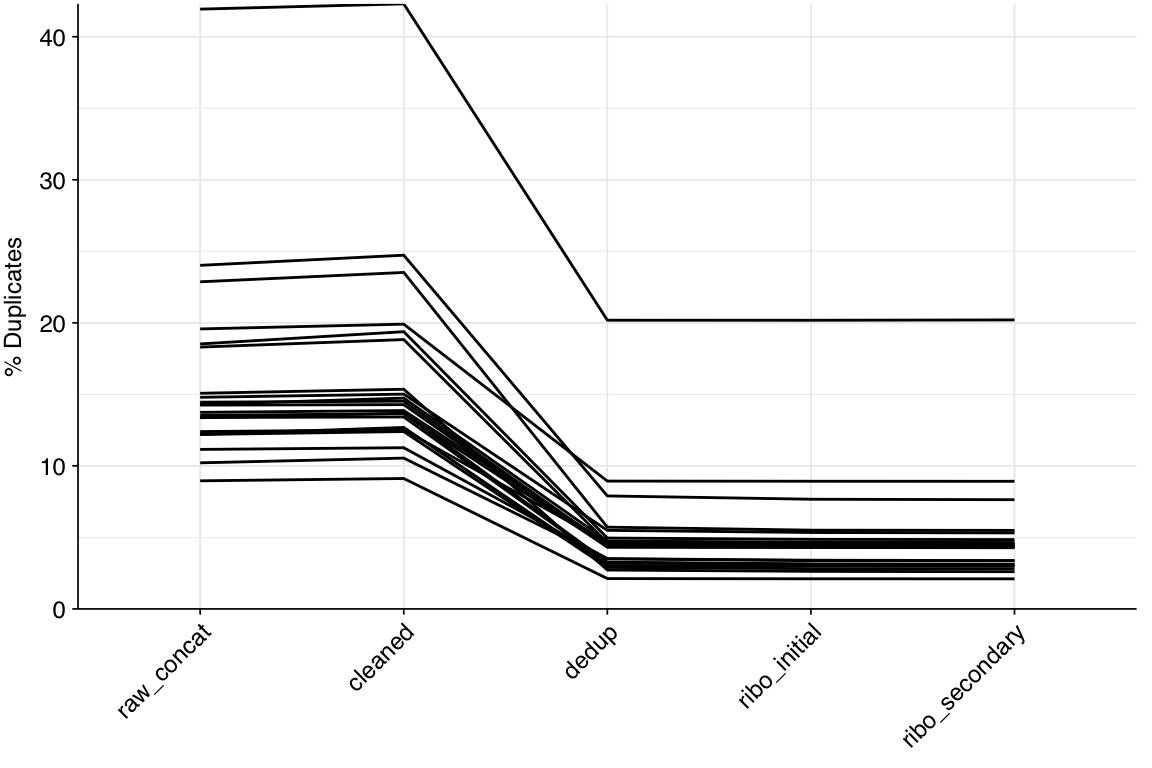 % Duplicates
40
30
20
10
0
raw_concat
cleaned
dedup
ribo_initial
ribo_secondary